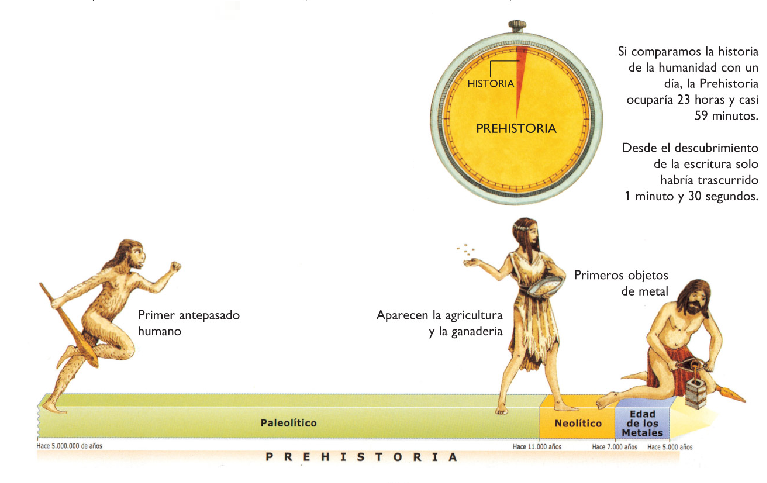 HISTORIA
PREHISTORIA
Si comparamos la historia
de la humanidad con un
día, la Prehistoria
ocuparía 23 horas y casi
59 minutos.
Desde el descubrimiento
de la escritura solo
habría trascurrido
1 minuto y 30 segundos.
Primer antepasado
humano
Aparecen la agricultura
y la ganadería
Primeros objetos
de metal
Paleolítico
Neolítico
Edad
de los
Metales
Hace 5.000.000 de años
Hace 11.000 años
Hace 7.000 años
Hace 5.000 años
PREHISTORIA